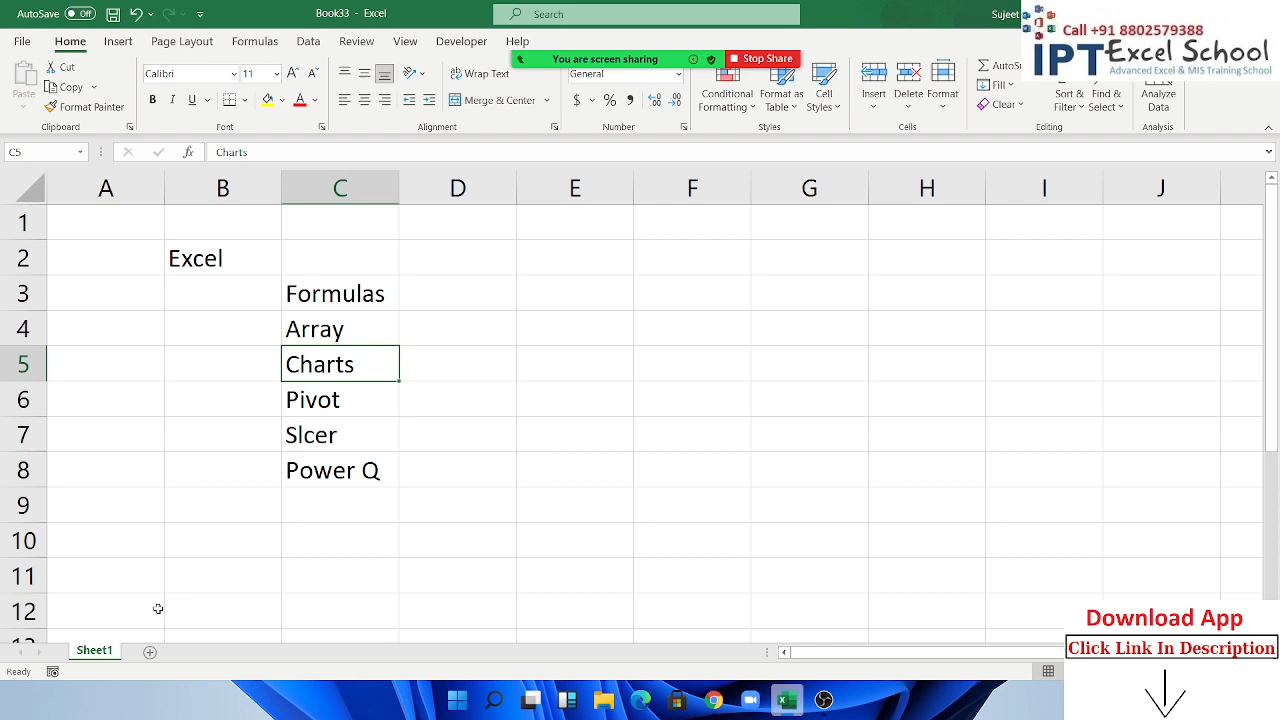 AutoSave Off Book33 - Excel Search Sujeet
Call +91 8802579388
IPT Excel School
Advanced Excel & MIS Training School
File Home Insert Page Layout Formulas Data View Developer Help
You are screen sharing Stop Share
Paste Cut Copy Format Painter
Calibri 11 Wrap Text General
B I U Merge & Center $ % 9
Conditional Formatting Format as Table Cell Styles
Insert Delete Format
Fill Clear
Sort & Filter Find & Select
Analyze Data
Clipboard Font Alignment Number Styles Cells Editing Analysis
C5 fx Charts
A B C D E F G H I J
1
2 Excel
3 Formulas
4 Array
5 Charts
6 Pivot
7 Slcer
8 Power Q
9
10
11
12
Download App
Click Link In Description
Sheet1
Ready